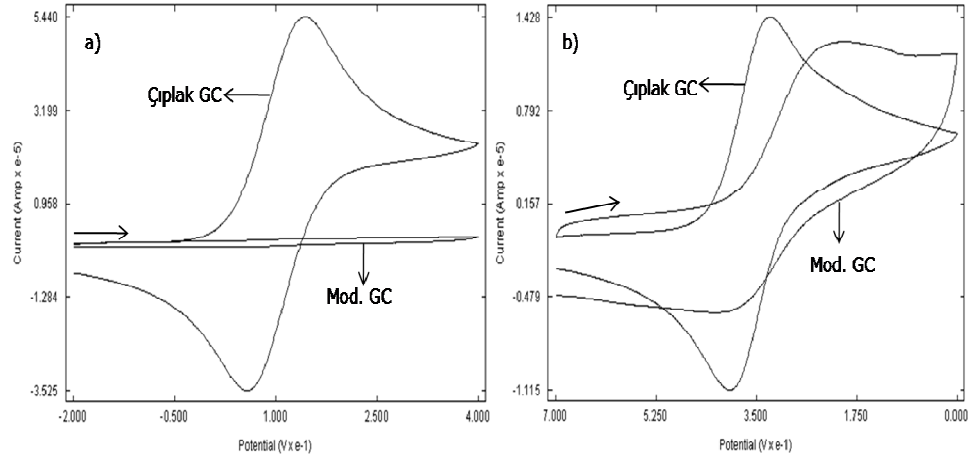 a)
5.440
3.199
0.958
-1.284
-3.525
Current (Amp x e-5)
Çıplak GC
Mod. GC
-2.000 -0.500 1.000 2.500 4.000
Potential (V x e-1)
b)
1.428
0.792
0.157
-0.479
-1.115
Current (Amp x e-5)
Çıplak GC
Mod. GC
7.000 5.250 3.500 1.750 0.000
Potential (V x e-1)